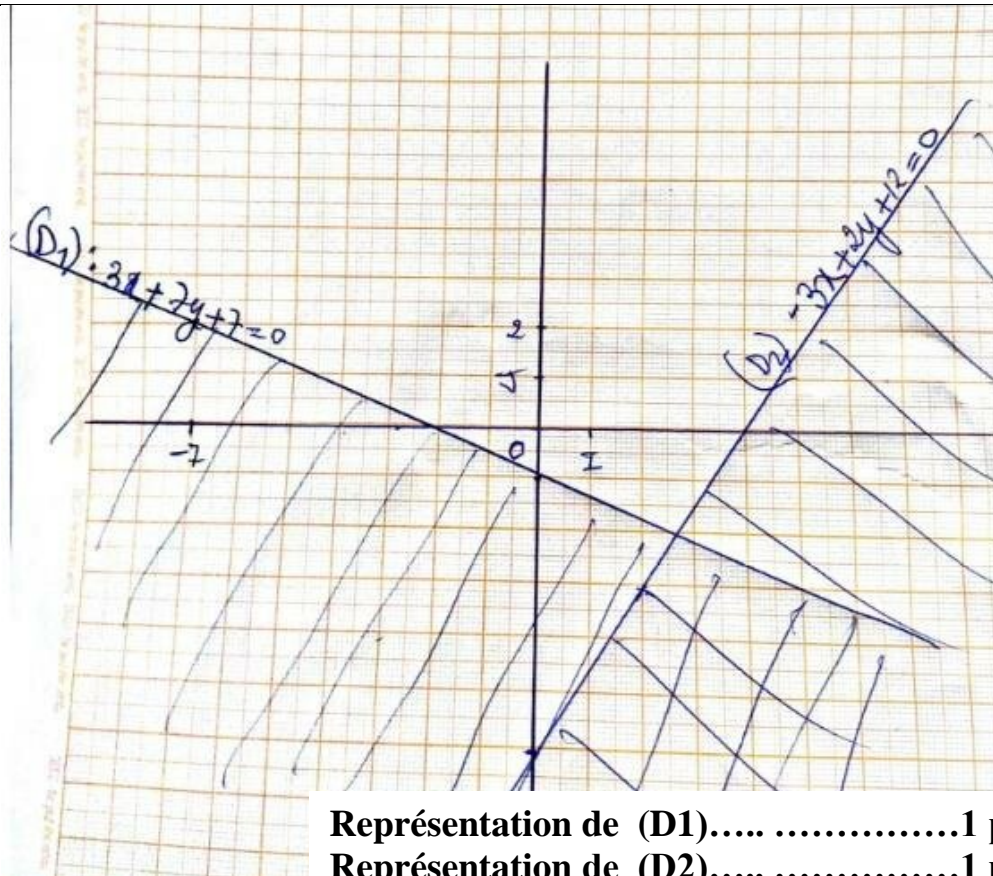 (D1) : 3x + 7y + 7 = 0
(D2) -3x + 2y + 12 = 0
2
1
-7
0
1
Représentation de (D1)….. ……………1 p
Représentation de (D2)….. ……………1 p